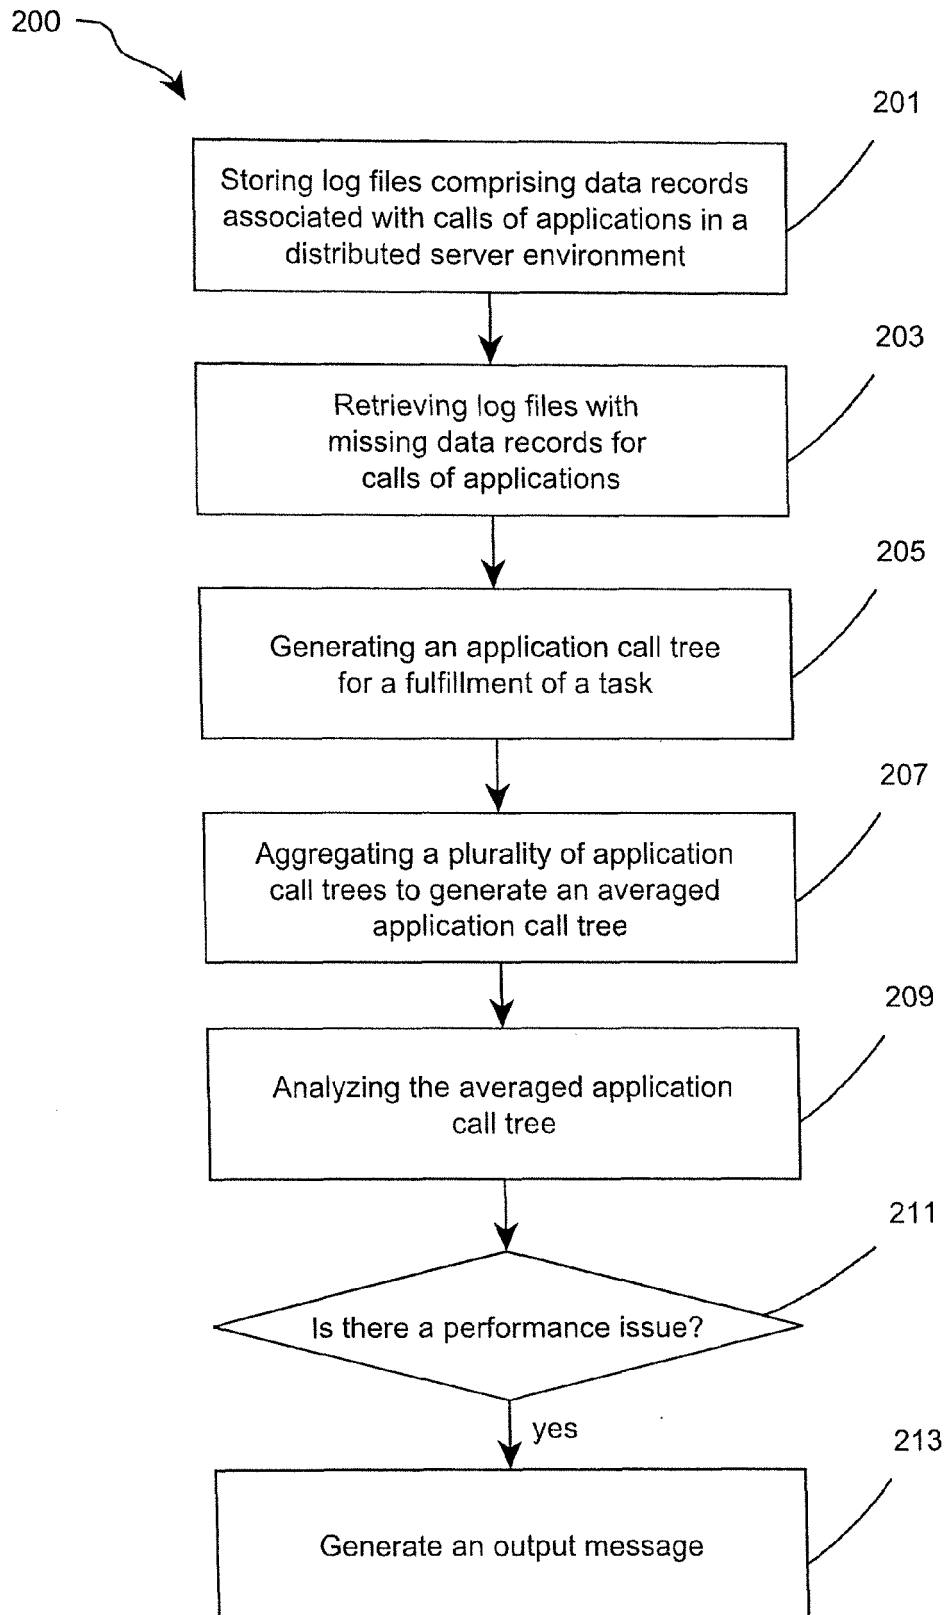 200
201
Storing log files comprising data records
associated with calls of applications in a
distributed server environment
203
Retrieving log files with
missing data records for
calls of applications
205
Generating an application call tree
for a fulfillment of a task
207
Aggregating a plurality of application
call trees to generate an averaged
application call tree
209
Analyzing the averaged application
call tree
211
Is there a performance issue?
yes
213
Generate an output message